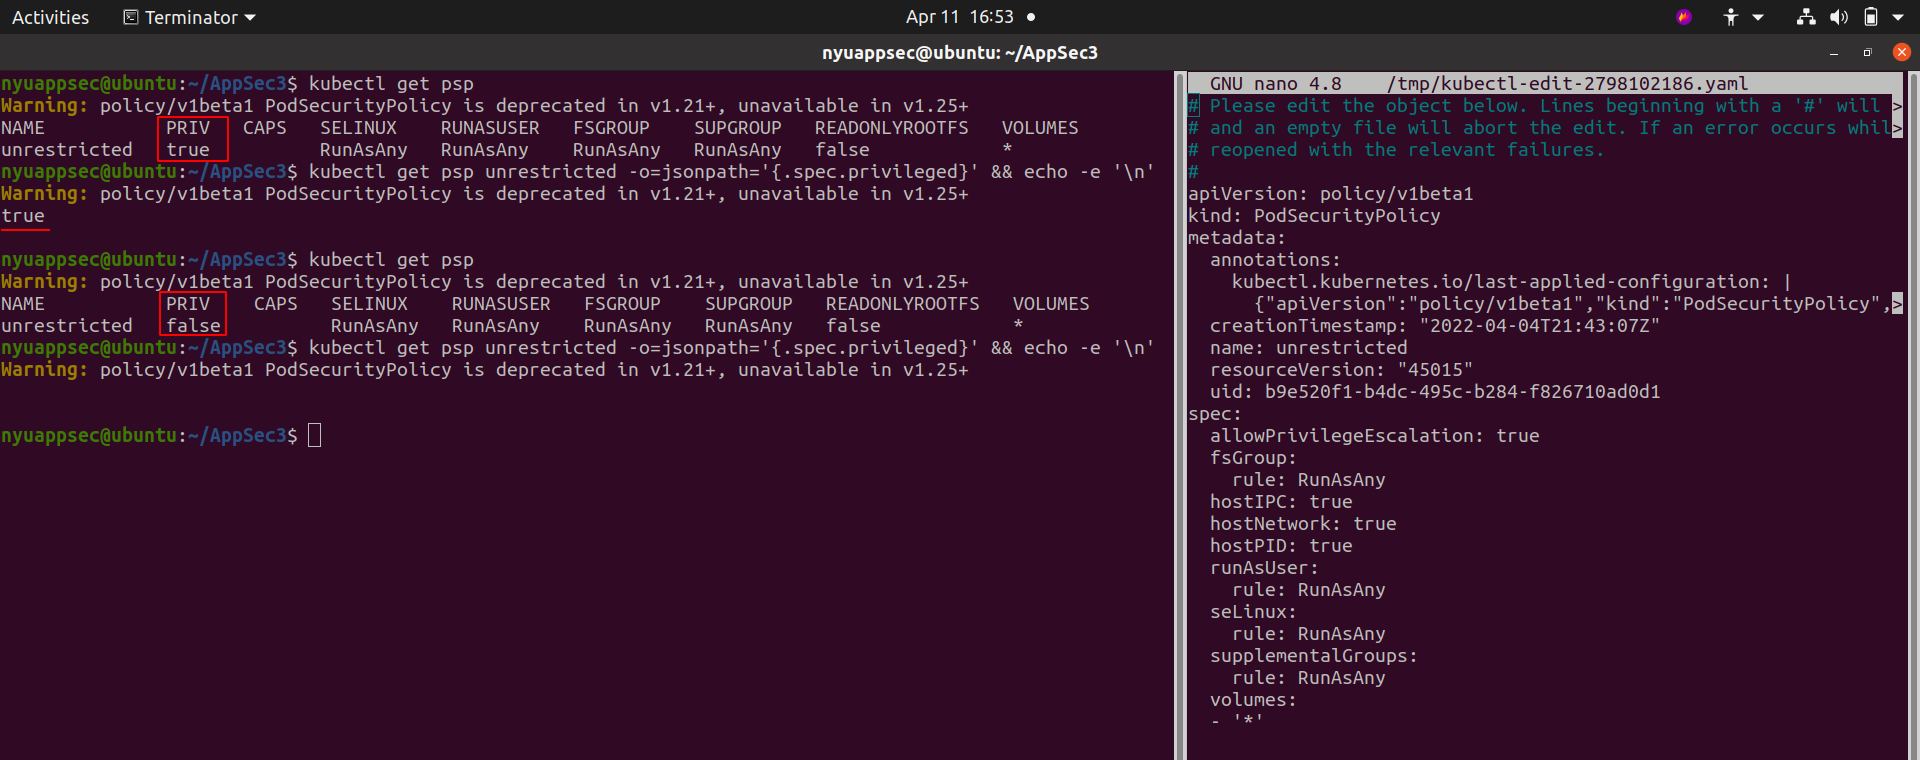 Activities
Terminator
Apr 11 16:53
nyuappsec@ubuntu: ~/AppSec3
nyuappsec@ubuntu:~/AppSec3$ kubectl get psp
Warning: policy/v1beta1 PodSecurityPolicy is deprecated in v1.21+, unavailable in v1.25+
NAME PRIV CAPS SELINUX RUNASUSER FSGROUP SUPGROUP READONLYROOTFS VOLUMES
unrestricted true RunAsAny RunAsAny RunAsAny RunAsAny false *
nyuappsec@ubuntu:~/AppSec3$ kubectl get psp unrestricted -o=jsonpath='{.spec.privileged}' && echo -e '\n'
Warning: policy/v1beta1 PodSecurityPolicy is deprecated in v1.21+, unavailable in v1.25+
true
nyuappsec@ubuntu:~/AppSec3$ kubectl get psp
Warning: policy/v1beta1 PodSecurityPolicy is deprecated in v1.21+, unavailable in v1.25+
NAME PRIV CAPS SELINUX RUNASUSER FSGROUP SUPGROUP READONLYROOTFS VOLUMES
unrestricted false RunAsAny RunAsAny RunAsAny RunAsAny false *
nyuappsec@ubuntu:~/AppSec3$ kubectl get psp unrestricted -o=jsonpath='{.spec.privileged}' && echo -e '\n'
Warning: policy/v1beta1 PodSecurityPolicy is deprecated in v1.21+, unavailable in v1.25+
nyuappsec@ubuntu:~/AppSec3$
GNU nano 4.8 /tmp/kubectl-edit-2798102186.yaml
# Please edit the object below. Lines beginning with a '#' will >
# and an empty file will abort the edit. If an error occurs whil>
# reopened with the relevant failures.
#
apiVersion: policy/v1beta1
kind: PodSecurityPolicy
metadata:
  annotations:
    kubectl.kubernetes.io/last-applied-configuration: |
      {"apiVersion":"policy/v1beta1","kind":"PodSecurityPolicy",>
  creationTimestamp: "2022-04-04T21:43:07Z"
  name: unrestricted
  resourceVersion: "45015"
  uid: b9e520f1-b4dc-495c-b284-f826710ad0d1
spec:
  allowPrivilegeEscalation: true
  fsGroup:
    rule: RunAsAny
  hostIPC: true
  hostNetwork: true
  hostPID: true
  runAsUser:
    rule: RunAsAny
  seLinux:
    rule: RunAsAny
  supplementalGroups:
    rule: RunAsAny
  volumes:
  - '*'